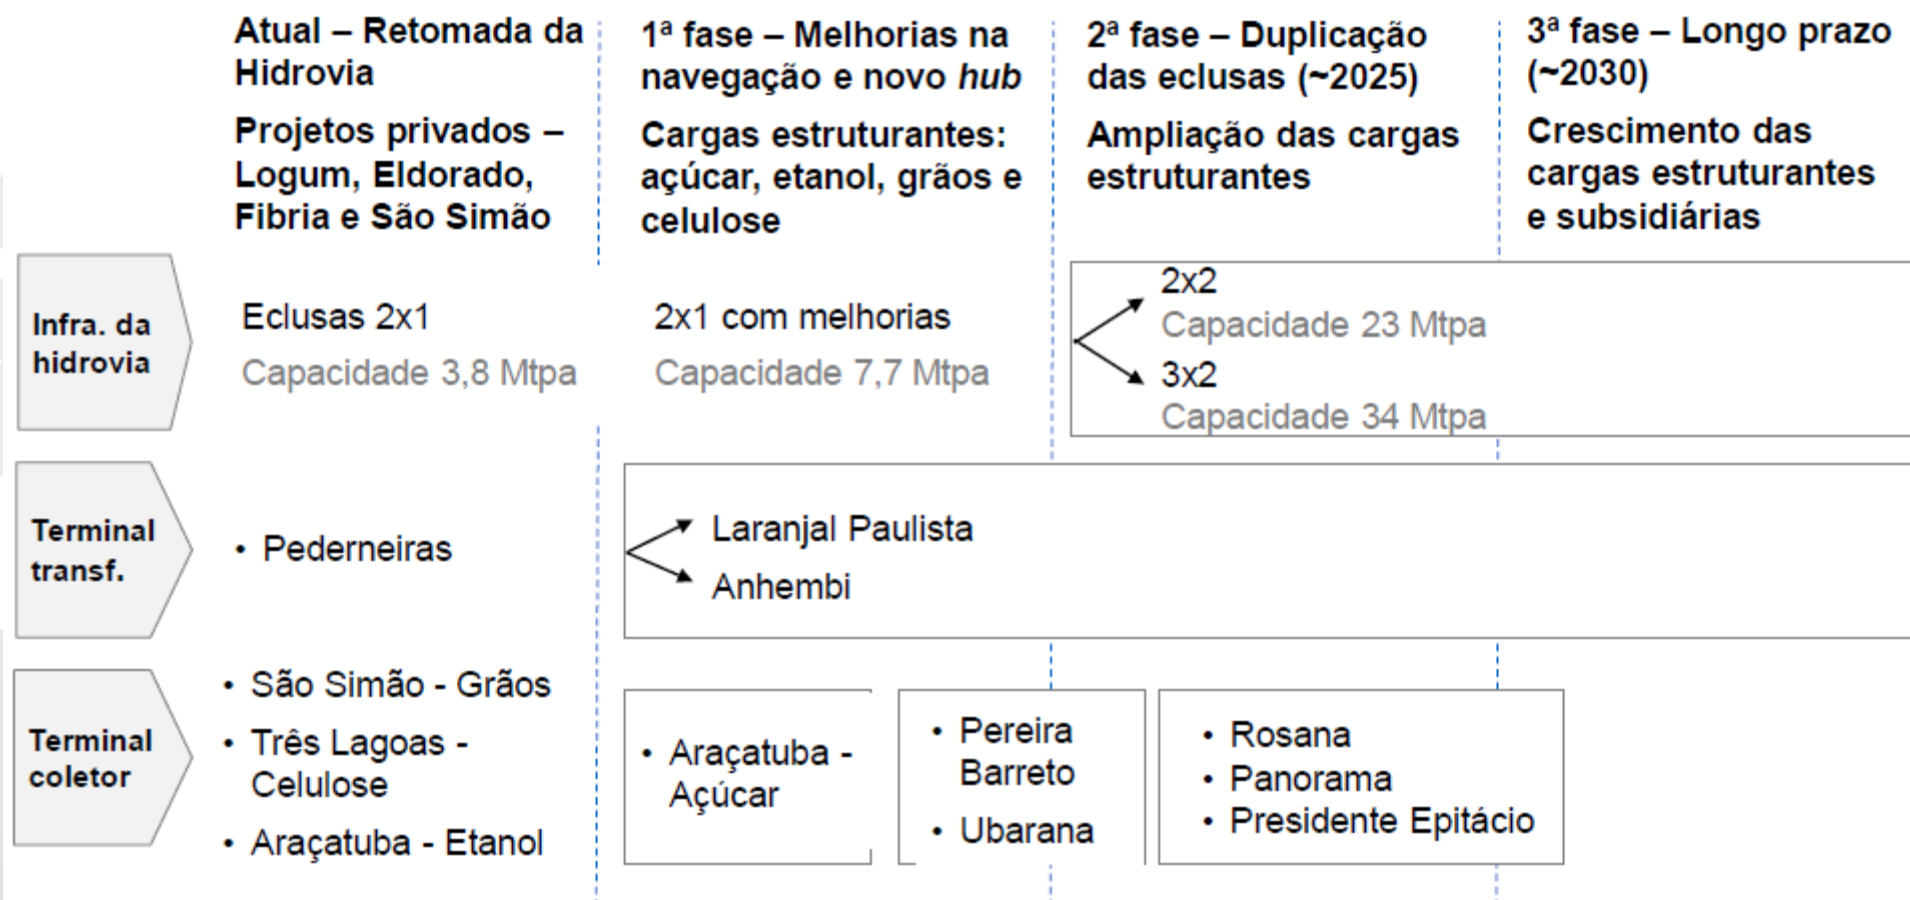 Atual – Retomada da
Hidrovia
Projetos privados –
Logum, Eldorado,
Fibria e São Simão
1ª fase – Melhorias na
navegação e novo hub
Cargas estruturantes:
açúcar, etanol, grãos e
celulose
2ª fase – Duplicação
das eclusas (~2025)
Ampliação das cargas
estruturantes
3ª fase – Longo prazo
(~2030)
Crescimento das
cargas estruturantes
e subsidiárias
Infra. da
hidrovia
Eclusas 2x1
Capacidade 3,8 Mtpa
2x1 com melhorias
Capacidade 7,7 Mtpa
2x2
Capacidade 23 Mtpa
3x2
Capacidade 34 Mtpa
Terminal
transf.
• Pederneiras
Laranjal Paulista
Anhembi
Terminal
coletor
• São Simão - Grãos
• Três Lagoas -
Celulose
• Araçatuba - Etanol
• Araçatuba -
Açúcar
• Pereira
Barreto
• Ubarana
• Rosana
• Panorama
• Presidente Epitácio